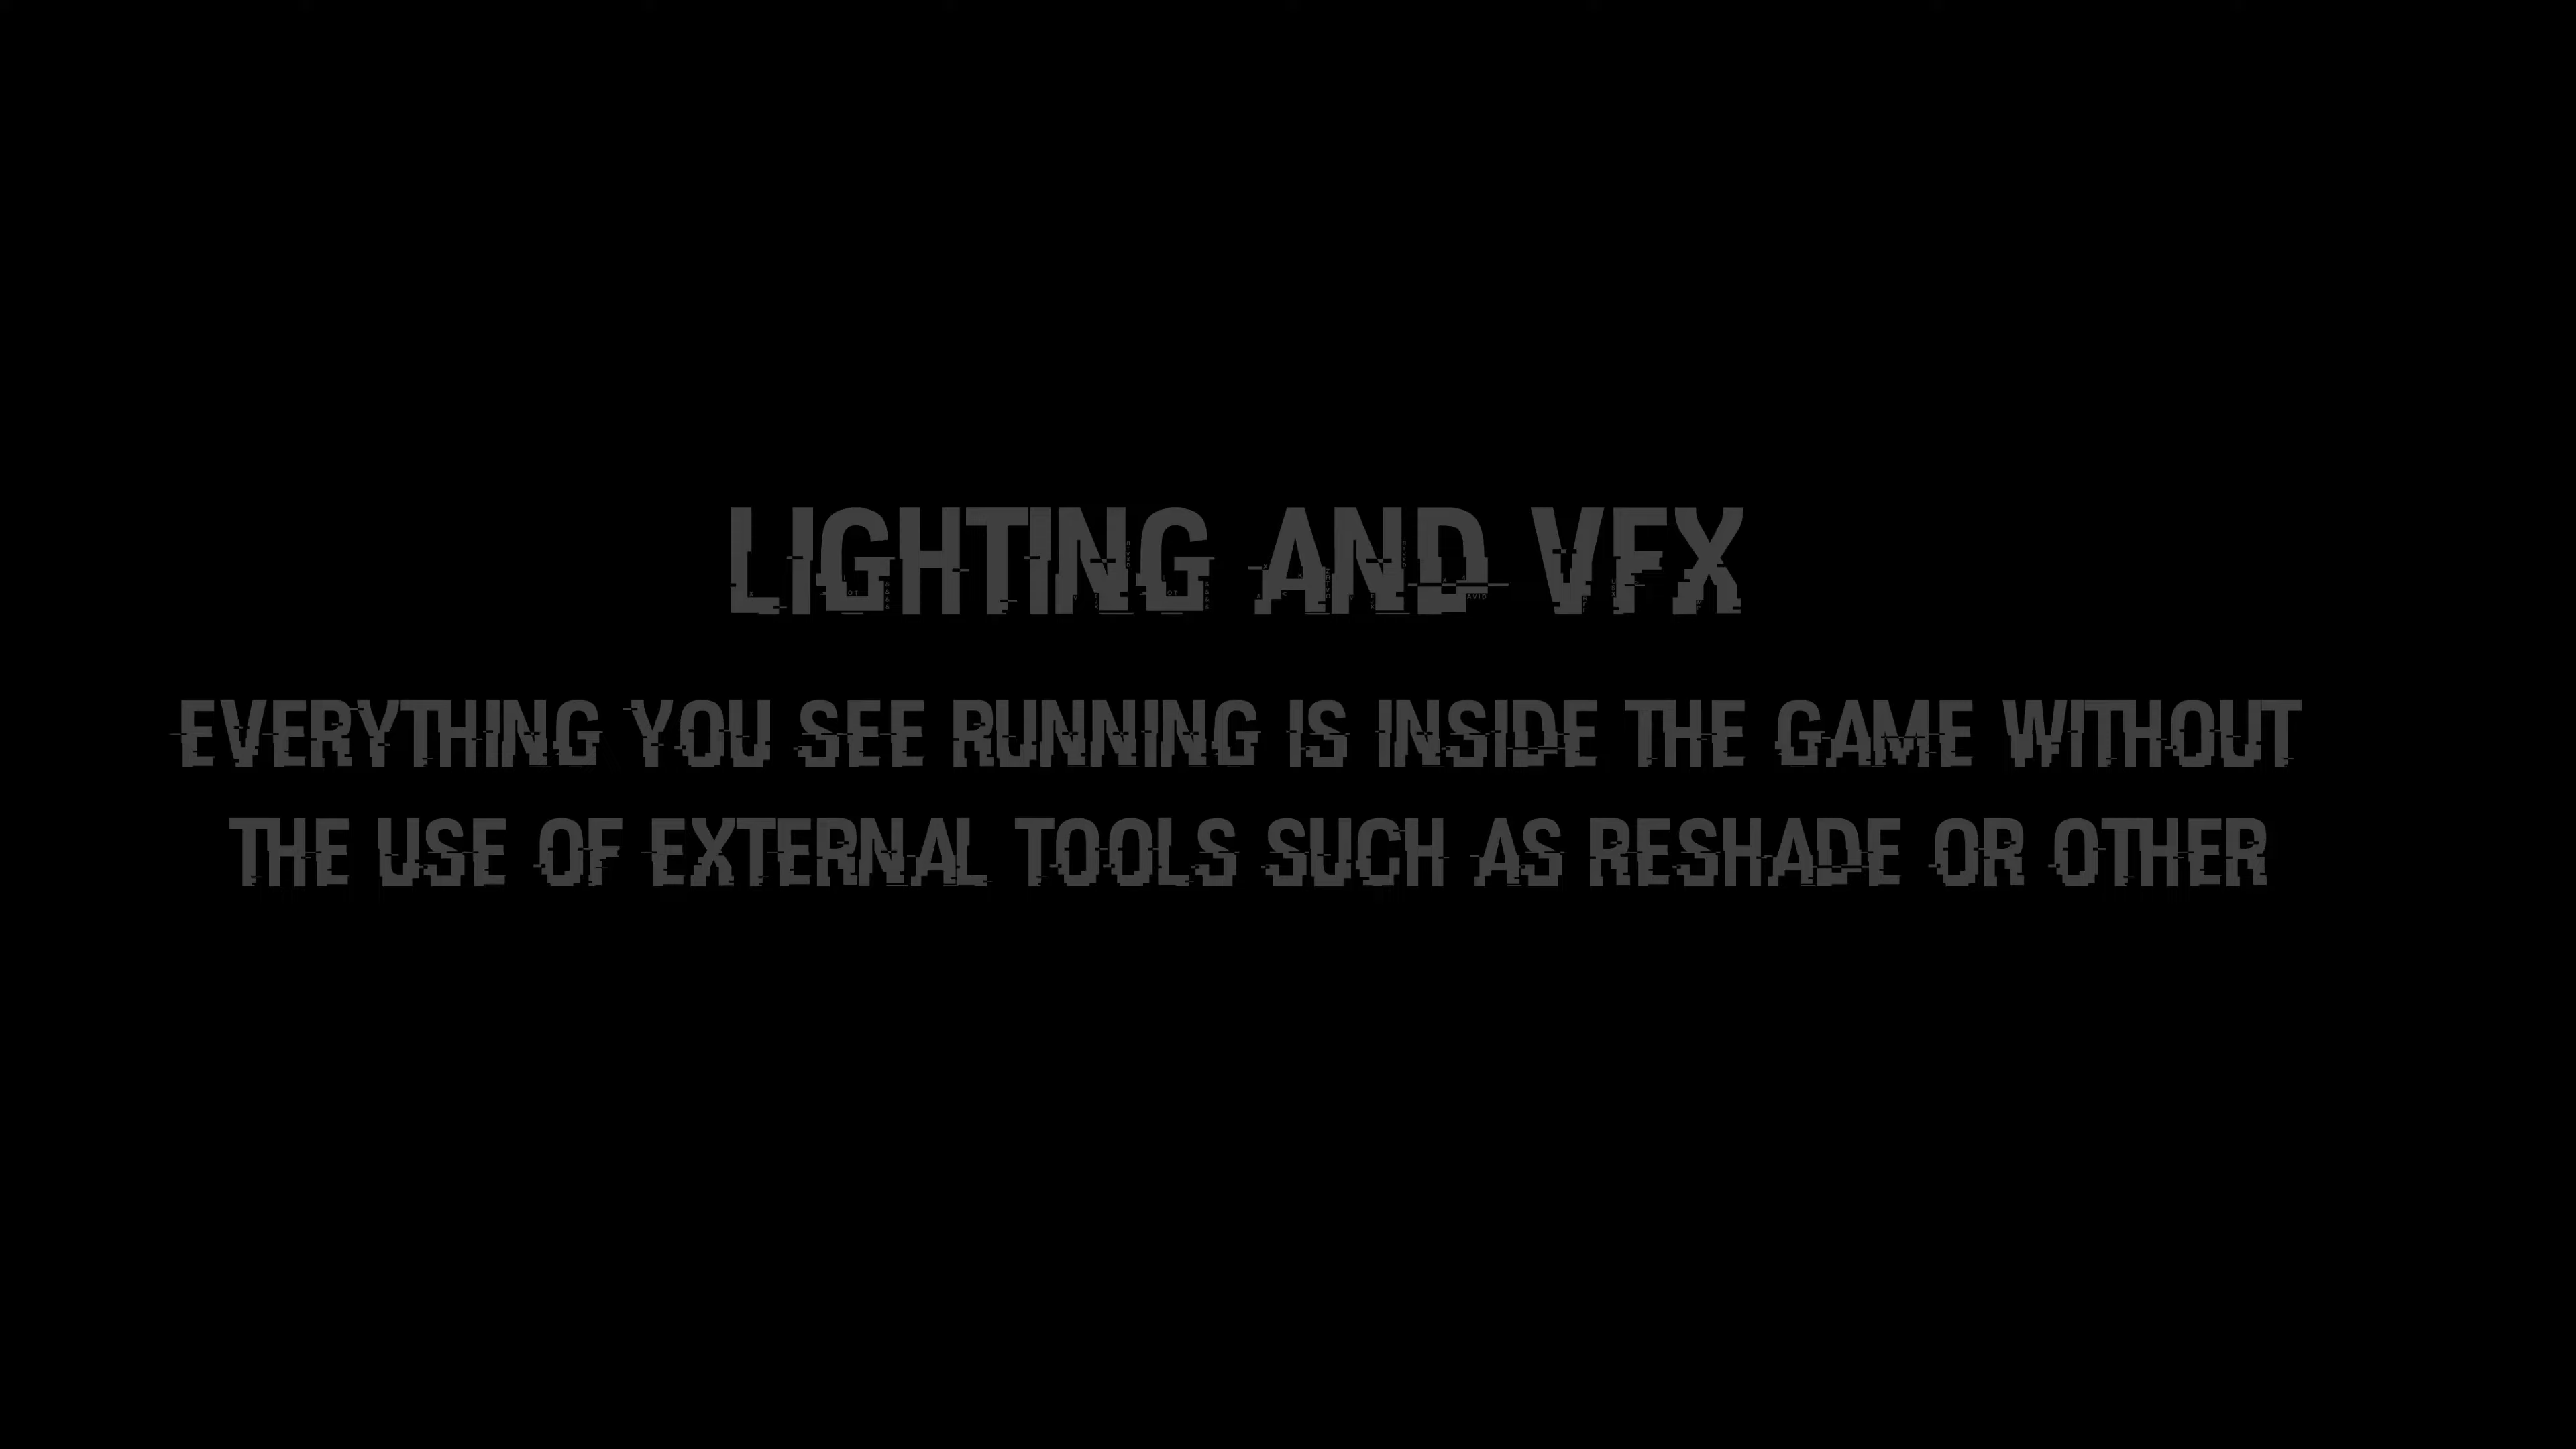 LIGHTING AND VFX
EVERYTHING YOU SEE RUNNING IS INSIDE THE GAME WITHOUT
THE USE OF EXTERNAL TOOLS SUCH AS RESHADE OR OTHER